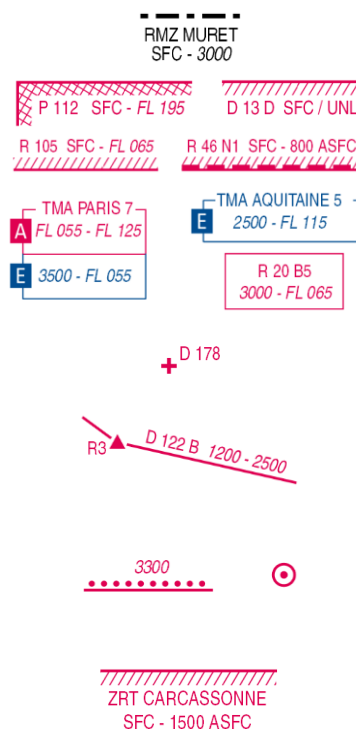 RMZ MURET
SFC - 3000
P 112 SFC - FL 195
D 13 D SFC / UNL
R 105 SFC - FL 065
R 46 N1 SFC - 800 ASFC
TMA PARIS 7
A FL 055 - FL 125
E 3500 - FL 055
TMA AQUITAINE 5
E 2500 - FL 115
R 20 B5
3000 - FL 065
D 178
R3
D 122 B 1200 - 2500
3300
ZRT CARCASSONNE
SFC - 1500 ASFC